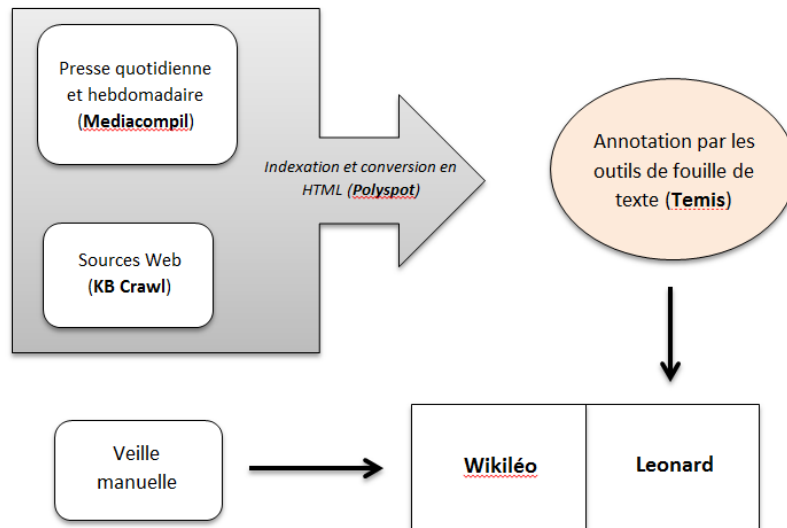 Presse quotidienne
et hebdomadaire
(Mediacompil)
Indexation et conversion en
HTML (Polyspot)
Annotation par les
outils de fouille de
texte (Temis)
Sources Web
(KB Crawl)
Veille
manuelle
Wikiléo
Leonard